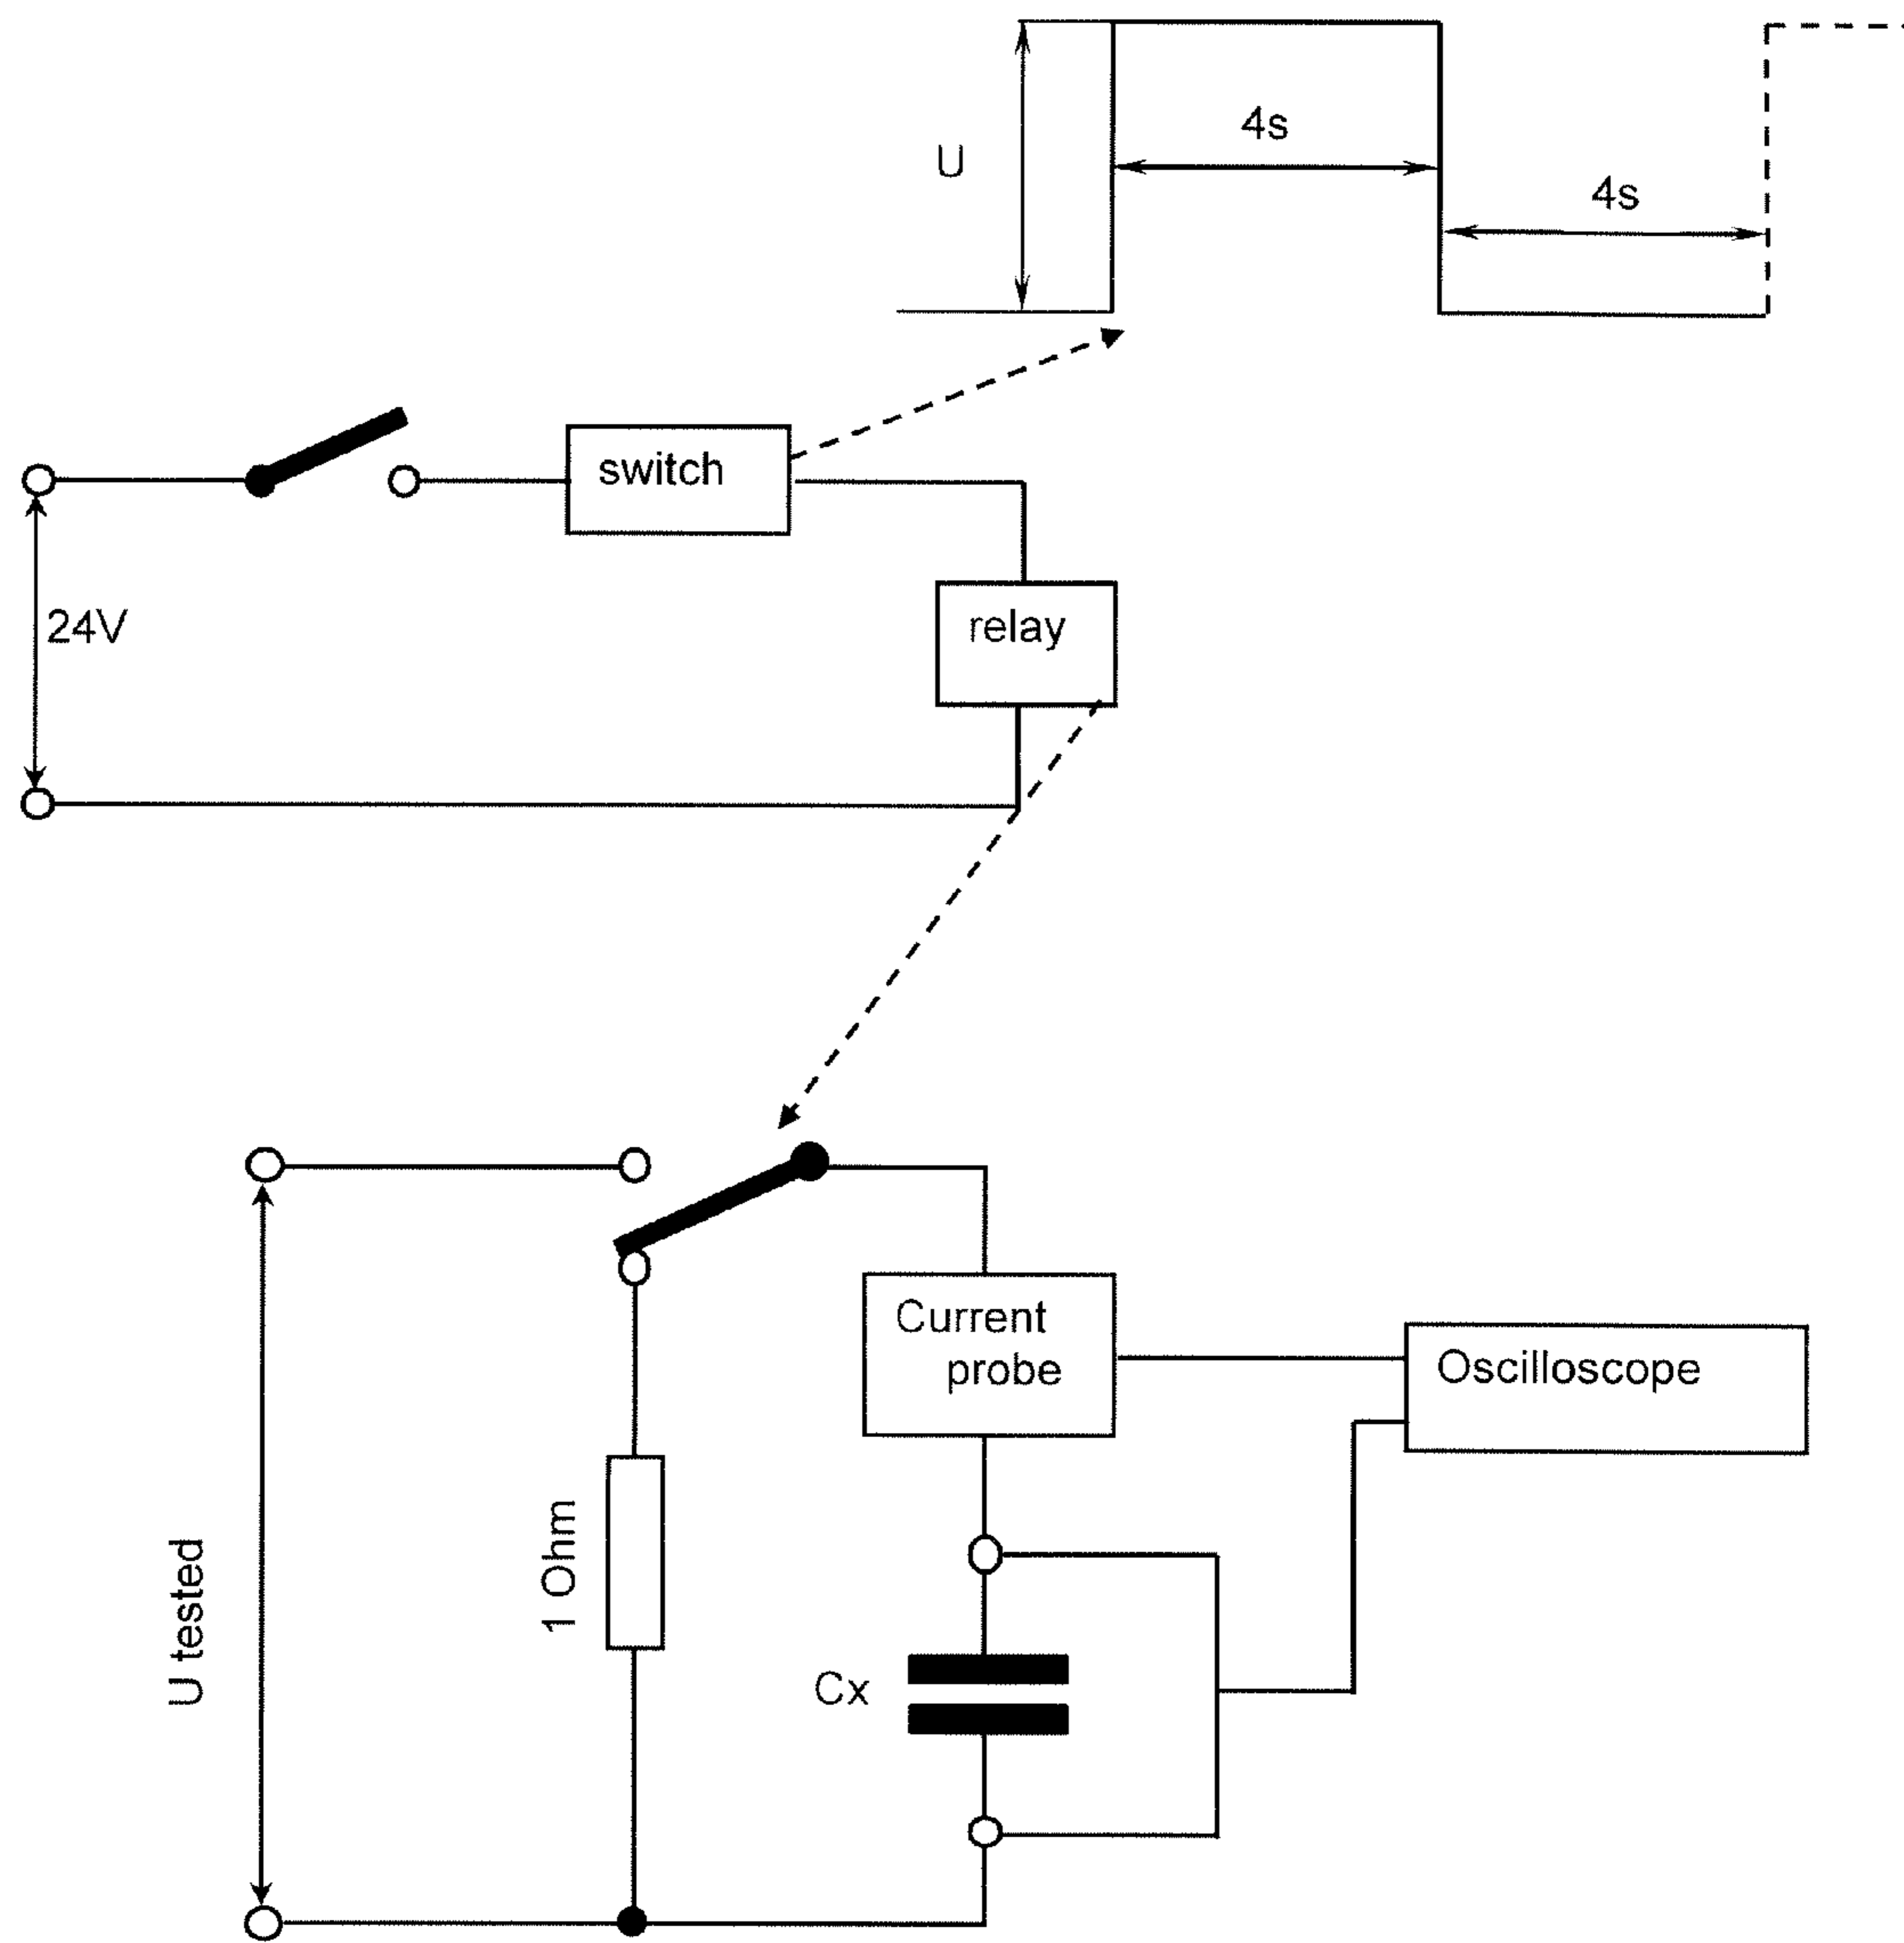 U
4s
4s
switch
24V
relay
Current
probe
Oscilloscope
U tested
1 Ohm
Cx